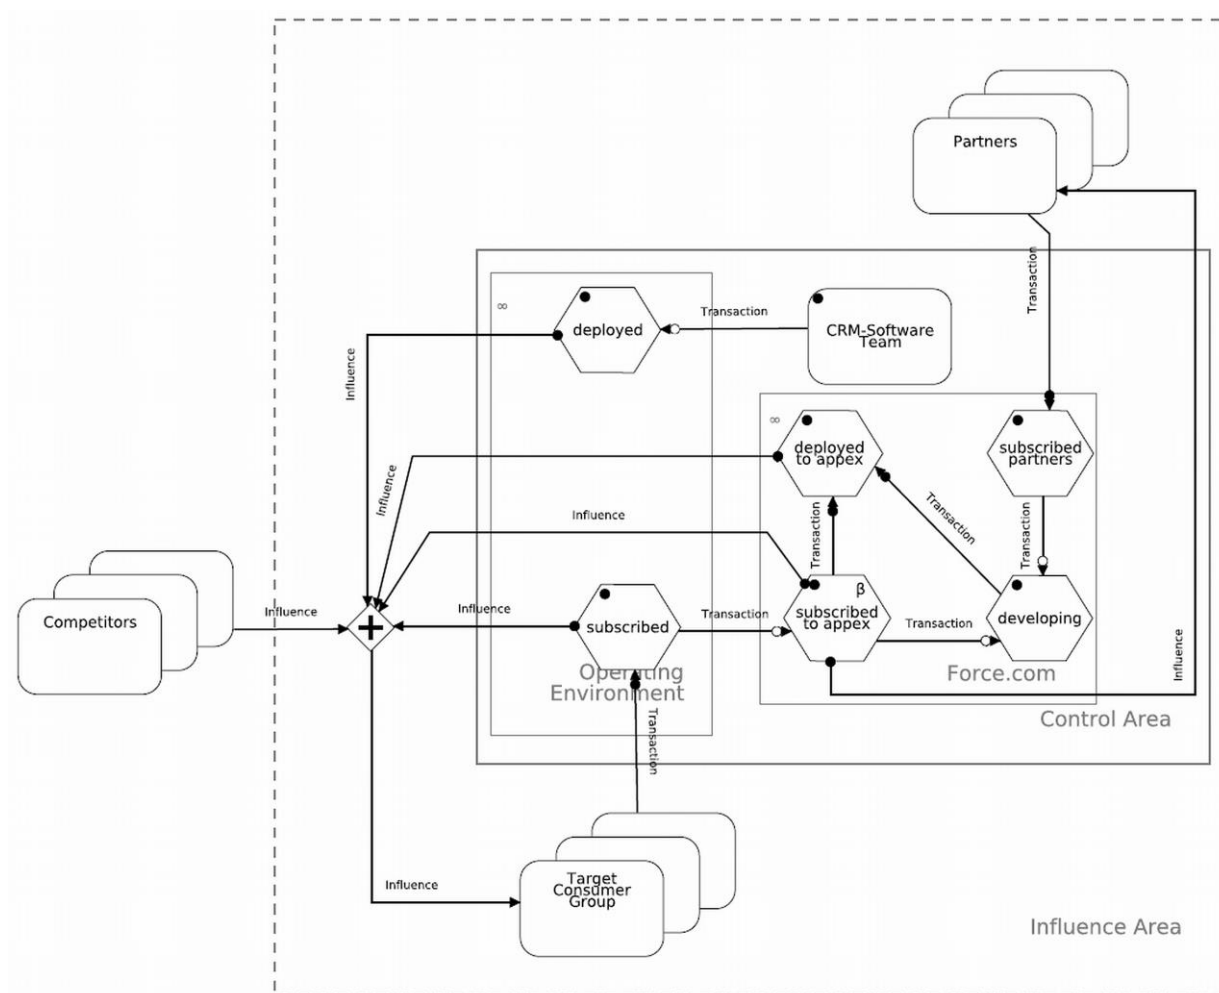 Partners
Transaction
∞
deployed
Transaction
CRM-Software
Team
Influence
∞
deployed
to appex
subscribed
partners
Influence
Transaction
Influence
Transaction
Transaction
Competitors
Influence
Influence
subscribed
Transaction
β
subscribed
to appex
Transaction
developing
Influence
Operating
Environment
Force.com
Control Area
Transaction
Influence
Target
Consumer
Group
Influence Area